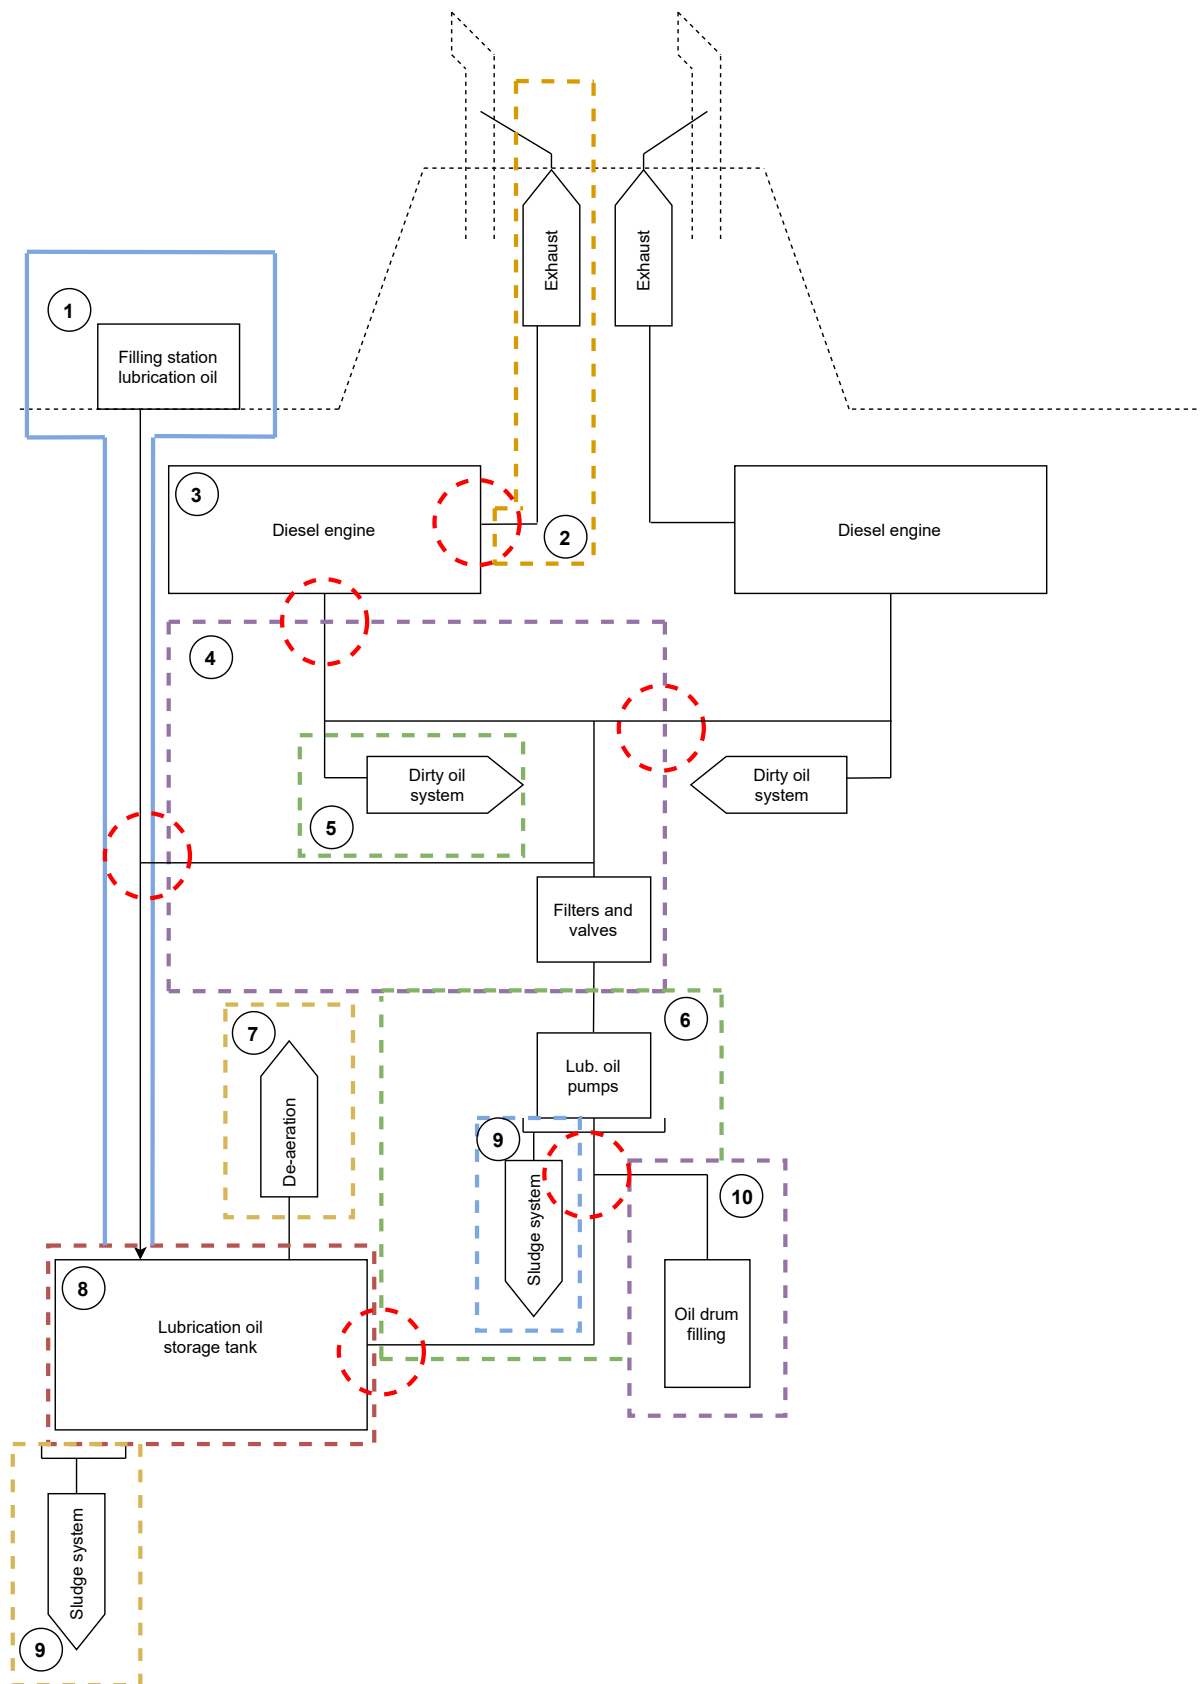 Exhaust
Exhaust
1
Filling station
lubrication oil
3
Diesel engine
2
Diesel engine
4
Dirty oil
system
Dirty oil
system
5
Filters and
valves
6
7
Lub. oil
pumps
De-aeration
9
Sludge system
10
8
Lubrication oil
storage tank
Oil drum
filling
Sludge system
9